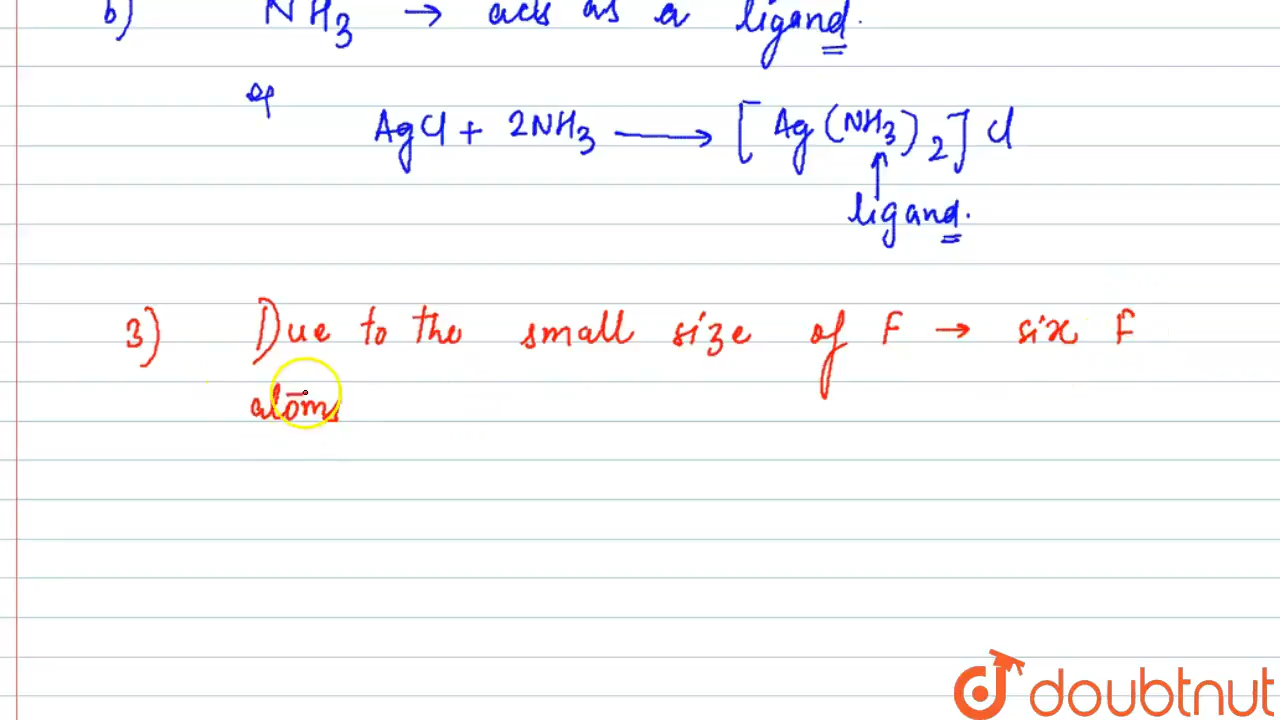 b) NH3 → acts as a ligand.
eg AgCl + 2NH3 → [Ag(NH3)2]Cl
ligand.
3) Due to the small size of F → six F
atoms
doubtnut